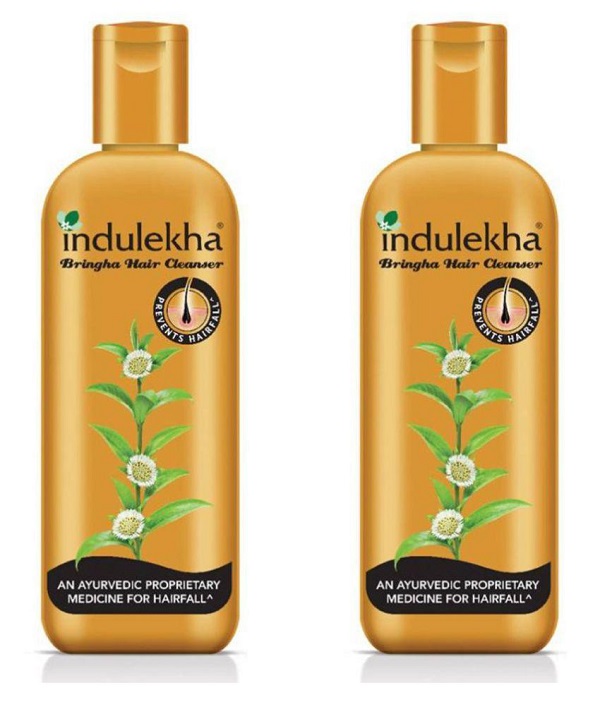 indulekha®
Bringha Hair Cleanser
PREVENTS HAIRFALL^
AN AYURVEDIC PROPRIETARY
MEDICINE FOR HAIRFALL^
indulekha®
Bringha Hair Cleanser
PREVENTS HAIRFALL^
AN AYURVEDIC PROPRIETARY
MEDICINE FOR HAIRFALL^